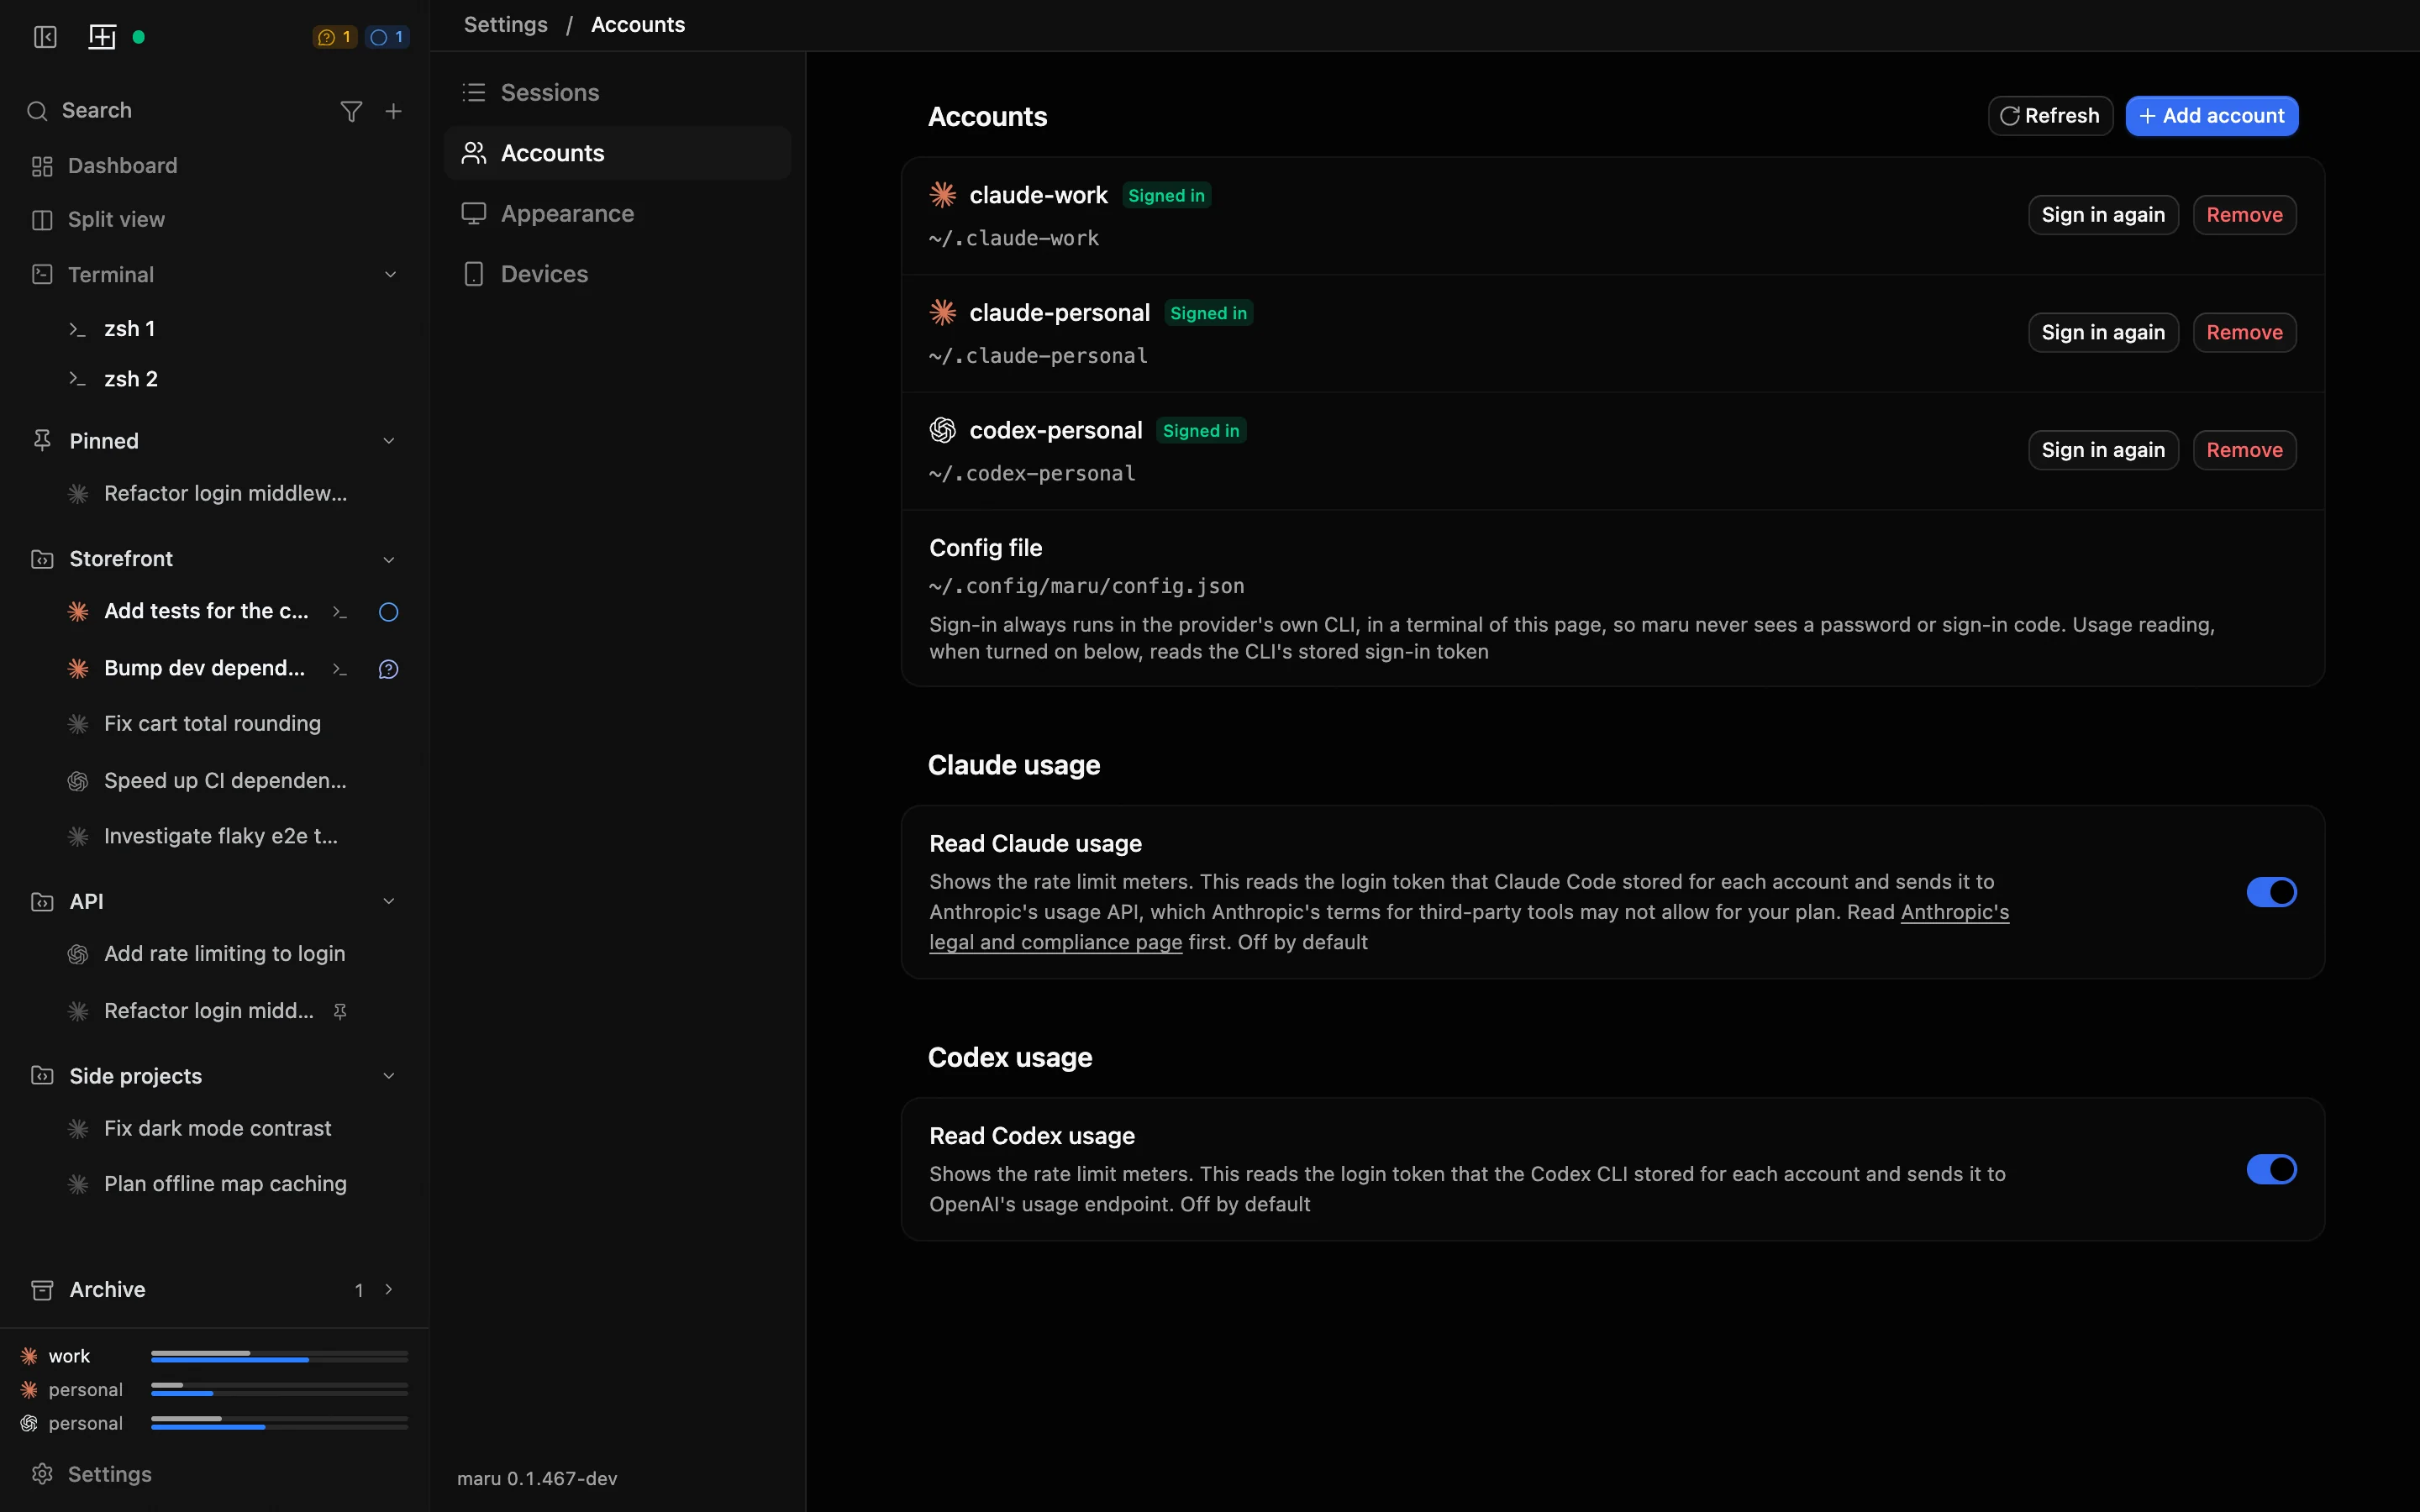 1
1
Search
Dashboard
Split view
Terminal
zsh 1
zsh 2
Pinned
Refactor login middlew...
Storefront
Add tests for the c...
Bump dev depend...
Fix cart total rounding
Speed up CI dependen...
Investigate flaky e2e t...
API
Add rate limiting to login
Refactor login midd...
Side projects
Fix dark mode contrast
Plan offline map caching
Archive 1
work
personal
personal
Settings
Settings / Accounts
Sessions
Accounts
Appearance
Devices
maru 0.1.467-dev
Accounts
Refresh
+ Add account
claude-work Signed in
~/.claude-work
Sign in again Remove
claude-personal Signed in
~/.claude-personal
Sign in again Remove
codex-personal Signed in
~/.codex-personal
Sign in again Remove
Config file
~/.config/maru/config.json
Sign-in always runs in the provider's own CLI, in a terminal of this page, so maru never sees a password or sign-in code. Usage reading,
when turned on below, reads the CLI's stored sign-in token
Claude usage
Read Claude usage
Shows the rate limit meters. This reads the login token that Claude Code stored for each account and sends it to
Anthropic's usage API, which Anthropic's terms for third-party tools may not allow for your plan. Read Anthropic's
legal and compliance page first. Off by default
Codex usage
Read Codex usage
Shows the rate limit meters. This reads the login token that the Codex CLI stored for each account and sends it to
OpenAI's usage endpoint. Off by default